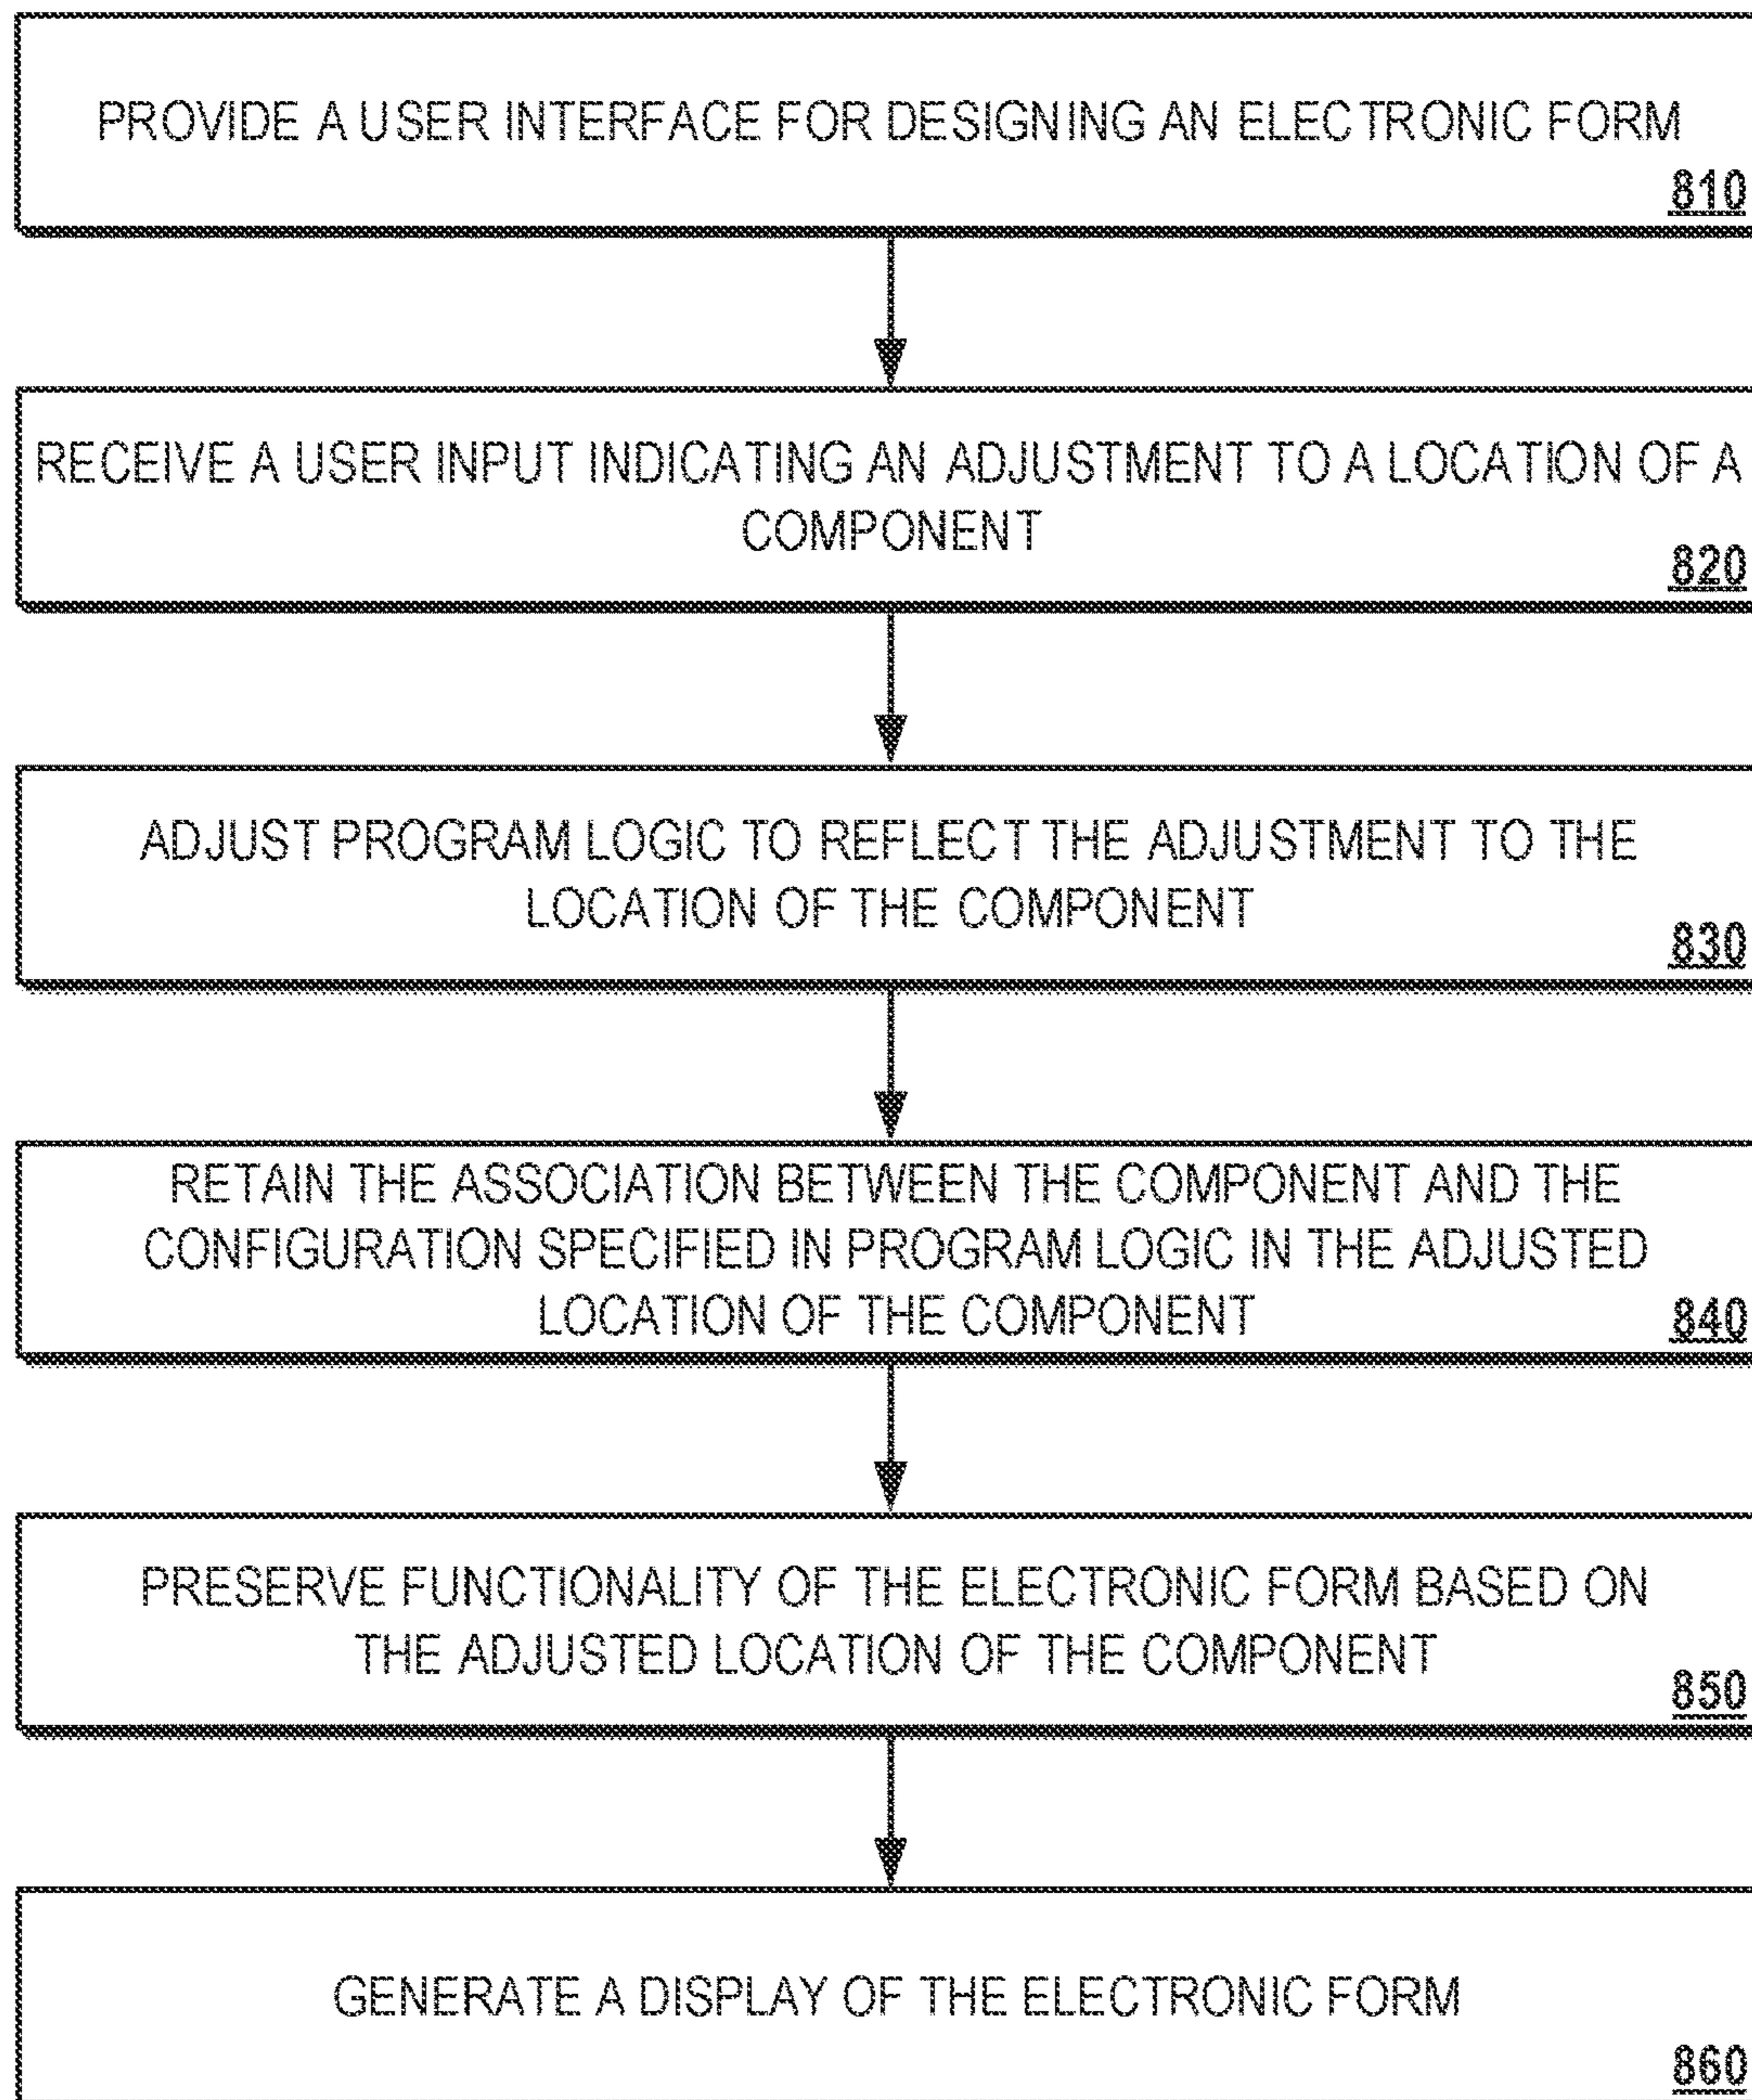 PROVIDE A USER INTERFACE FOR DESIGNING AN ELECTRONIC FORM
810
RECEIVE A USER INPUT INDICATING AN ADJUSTMENT TO A LOCATION OF A
COMPONENT
820
ADJUST PROGRAM LOGIC TO REFLECT THE ADJUSTMENT TO THE
LOCATION OF THE COMPONENT
830
RETAIN THE ASSOCIATION BETWEEN THE COMPONENT AND THE
CONFIGURATION SPECIFIED IN PROGRAM LOGIC IN THE ADJUSTED
LOCATION OF THE COMPONENT
840
PRESERVE FUNCTIONALITY OF THE ELECTRONIC FORM BASED ON
THE ADJUSTED LOCATION OF THE COMPONENT
850
GENERATE A DISPLAY OF THE ELECTRONIC FORM
860